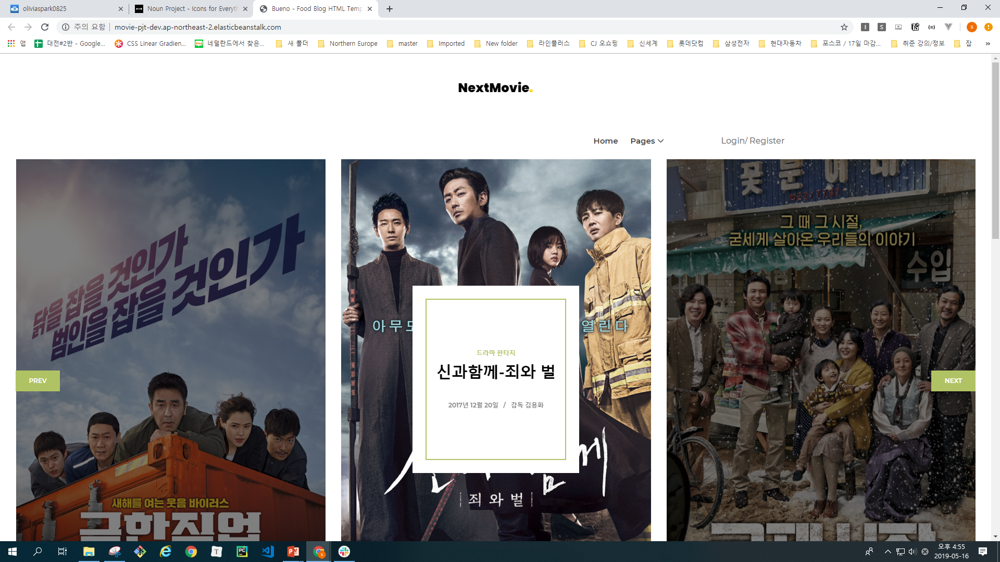 oliviaspark0825
Noun Project - Icons for Everyth
Bueno - Food Blog HTML Temp
주의 요함
movie-pjt-dev.ap-northeast-2.elasticbeanstalk.com
앱
대전#2반 - Google...
CSS Linear Gradien...
네덜란드에서 찾은...
새 폴더
Northern Europe
master
Imported
New folder
라인플러스
CJ 오쇼핑
신세계
롯데닷컴
삼성전자
현대자동차
포스코 / 17일 마감...
취준 강의/정보
잡
»
NextMovie.
Home
Pages
Login/ Register
닭을 잡을 것인가
범인을 잡을 것인가
새해를 여는 웃음 바이러스
극한직업
PREV
아무도
열린다
드라마 판타지
신과함께-죄와 벌
2017년 12월 20일 / 감독 김용화
죄와벌
그 때 그 시절,
굳세게 살아온 우리들의 이야기
수입
NEXT
오후 4:55
2019-05-16